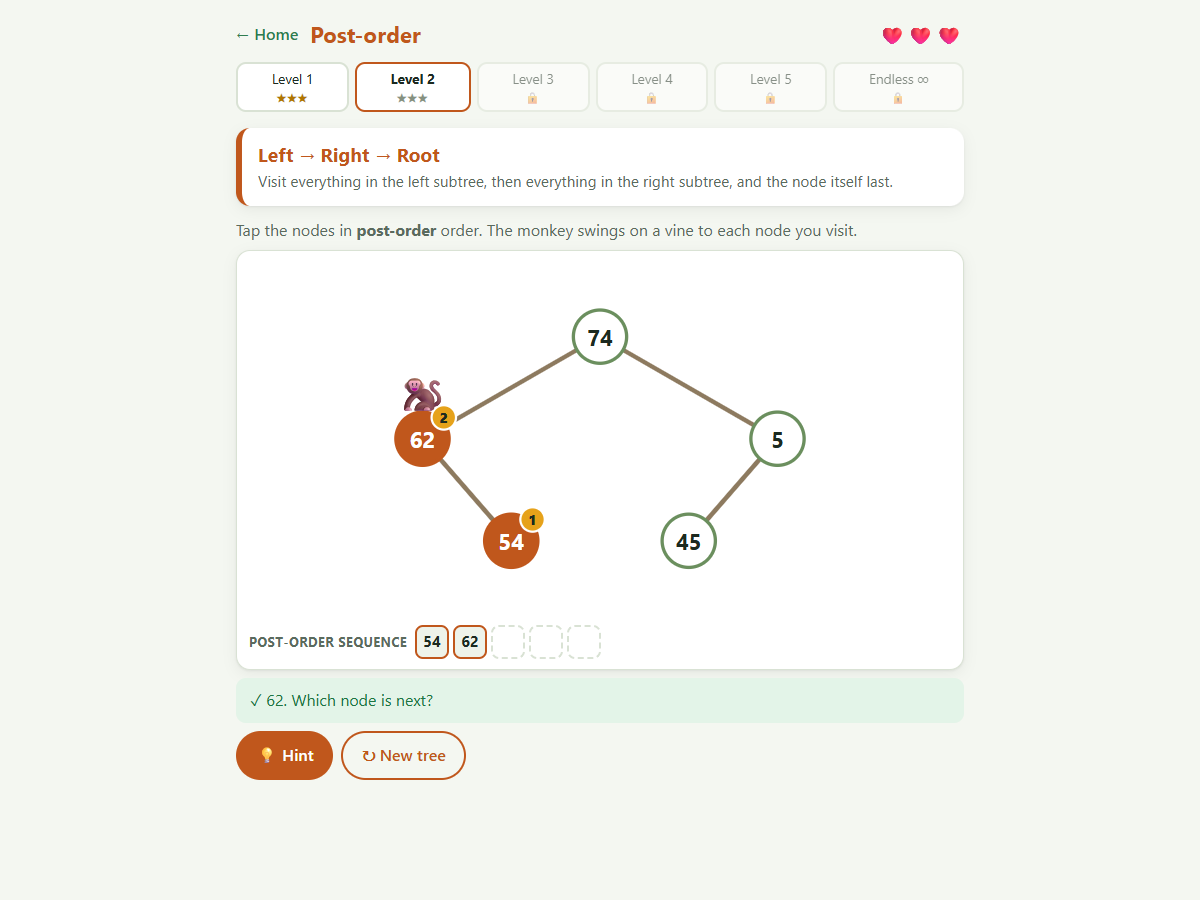 ← Home Post-order
Level 1 Level 2 Level 3 Level 4 Level 5 Endless ∞
★★★ ★★★
Left → Right → Root
Visit everything in the left subtree, then everything in the right subtree, and the node itself last.
Tap the nodes in post-order order. The monkey swings on a vine to each node you visit.
74
2
62 5
1
54 45
POST-ORDER SEQUENCE 54 62
✓ 62. Which node is next?
Hint ↻ New tree